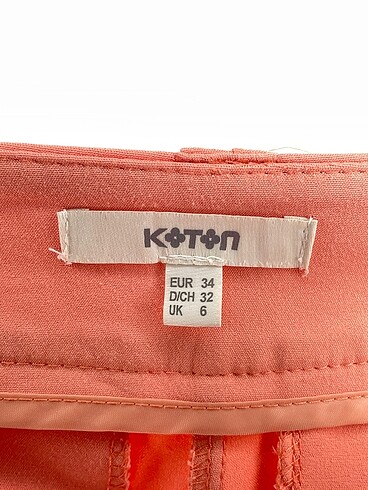 KOTON
EUR 34
D/CH 32
UK 6